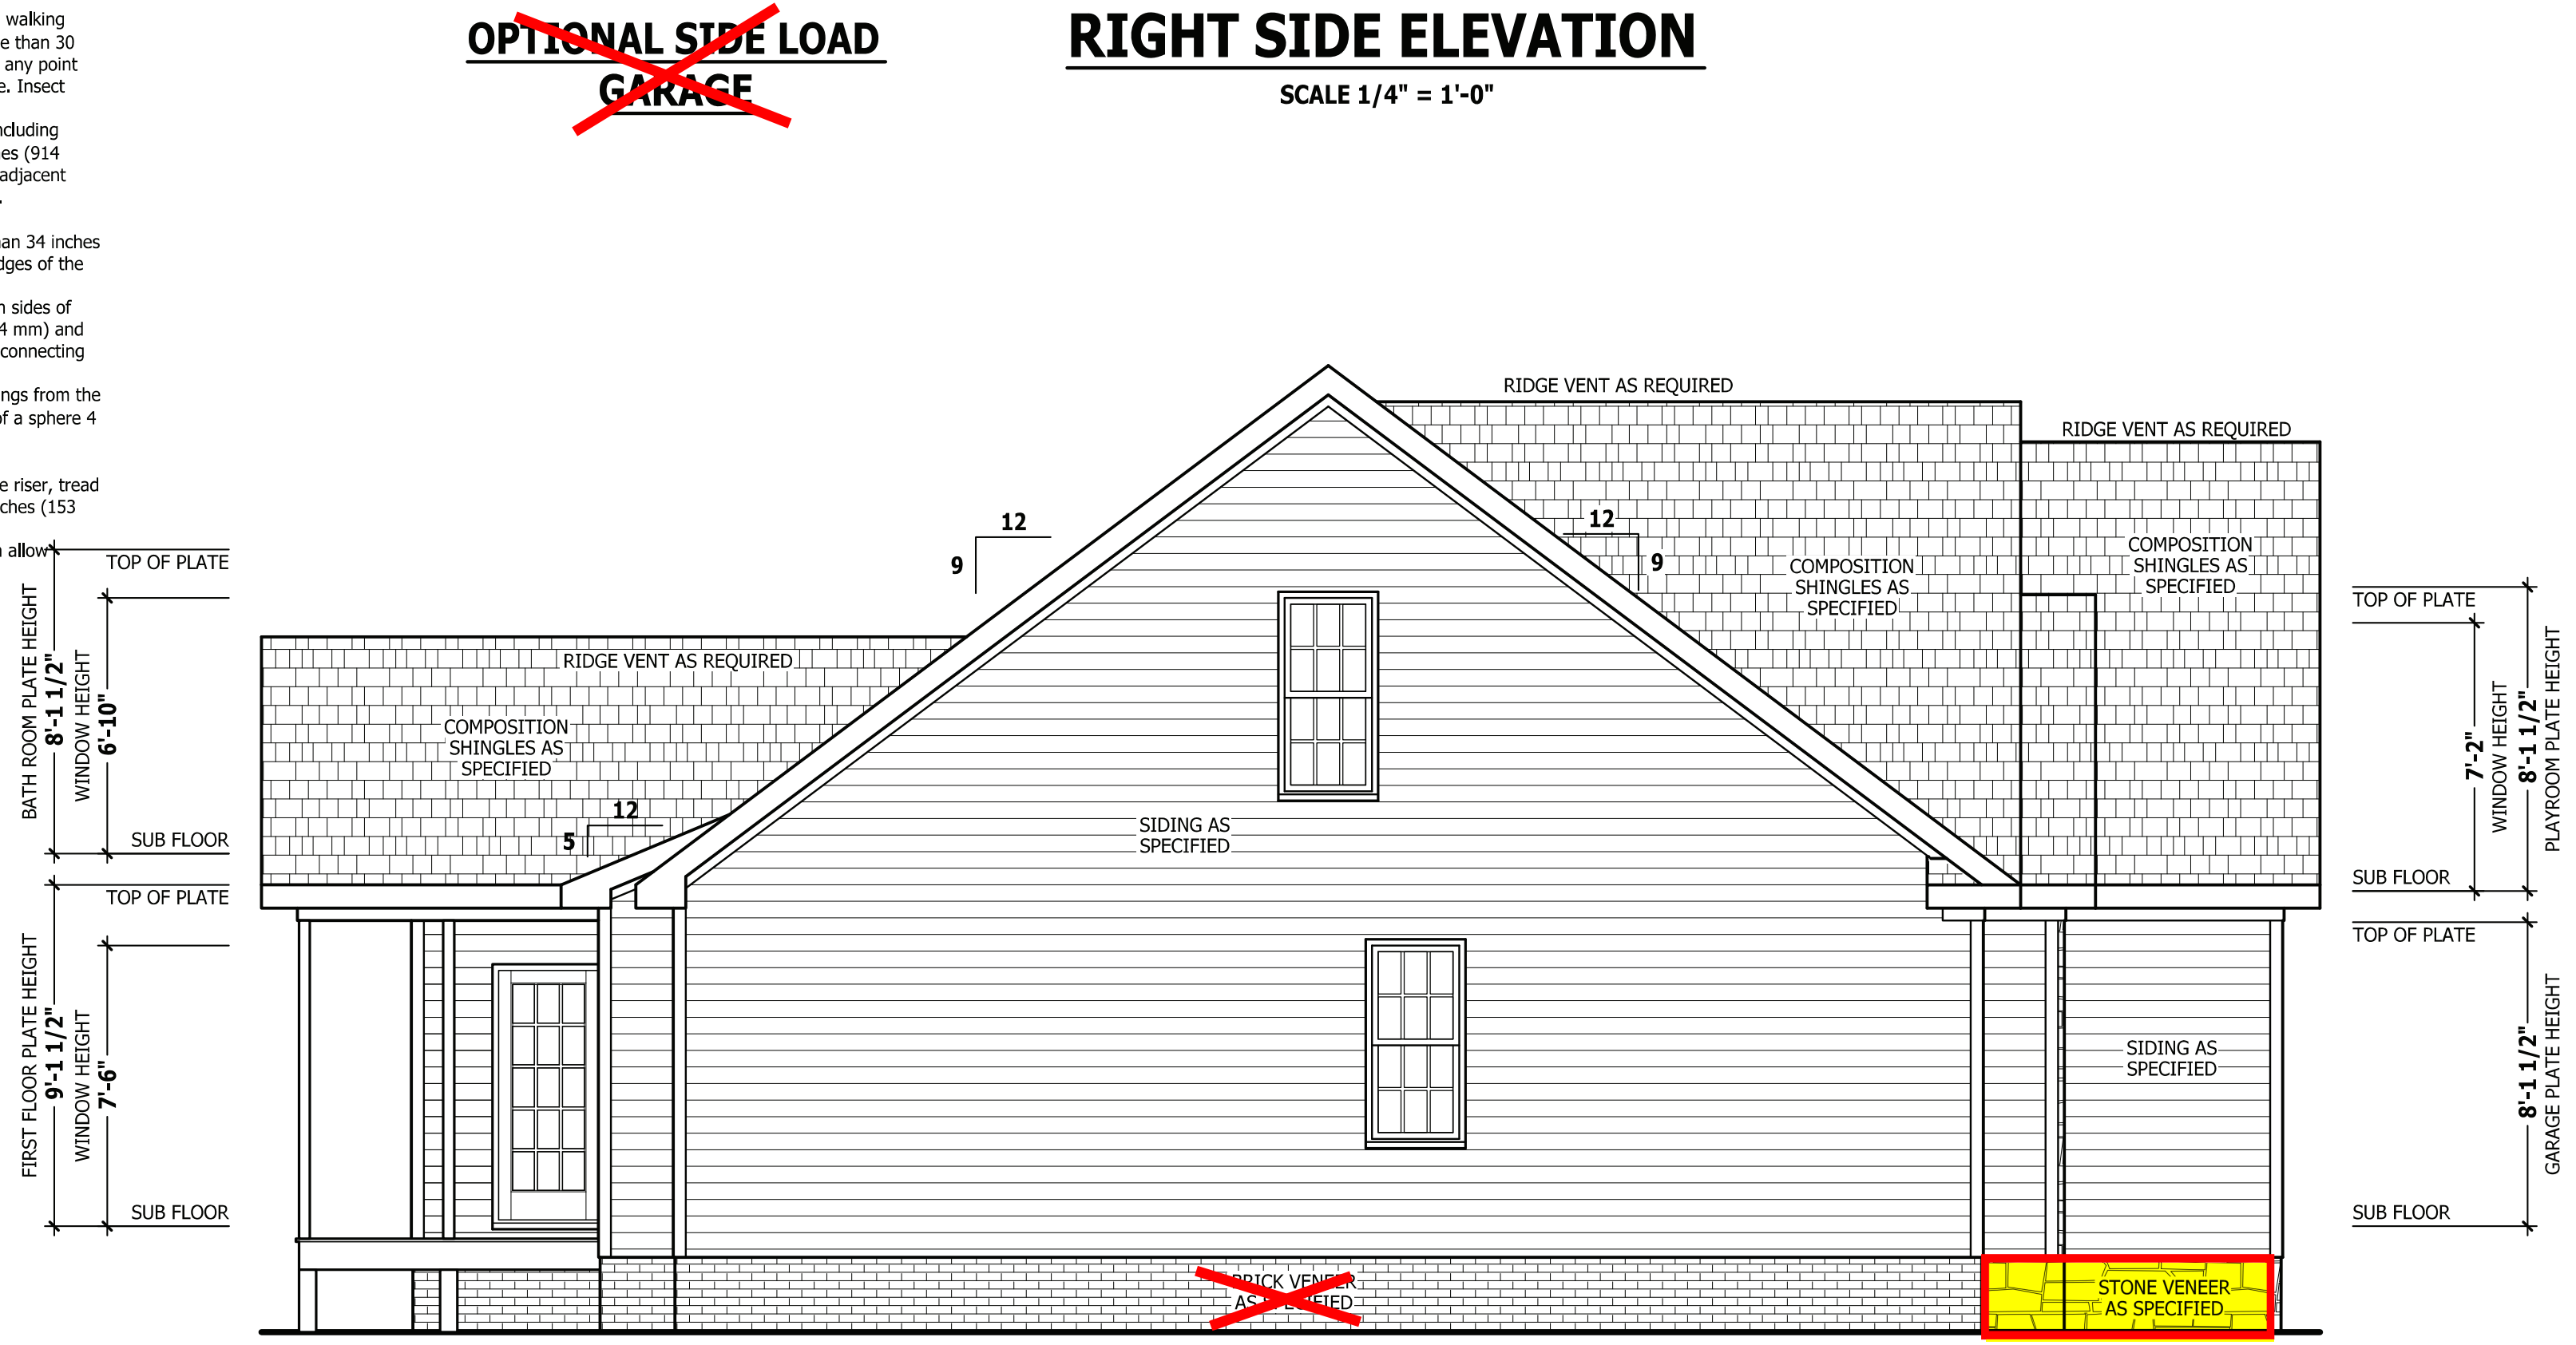 walking
e than 30
any point
e. Insect
ncluding
es (914
adjacent
.
an 34 inches
dges of the
n sides of
4 mm) and
connecting
ngs from the
of a sphere 4
e riser, tread
ches (153
n allow
OPTIONAL SIDE LOAD
GARAGE
RIGHT SIDE ELEVATION
SCALE 1/4" = 1'-0"
RIDGE VENT AS REQUIRED
RIDGE VENT AS REQUIRED
12
9
12
9
COMPOSITION
SHINGLES AS
SPECIFIED
COMPOSITION
SHINGLES AS
SPECIFIED
TOP OF PLATE
BATH ROOM PLATE HEIGHT
8'-1 1/2"
WINDOW HEIGHT
6'-10"
SUB FLOOR
RIDGE VENT AS REQUIRED
COMPOSITION
SHINGLES AS
SPECIFIED
12
5
SIDING AS
SPECIFIED
TOP OF PLATE
7'-2"
WINDOW HEIGHT
8'-1 1/2"
PLAYROOM PLATE HEIGHT
SUB FLOOR
TOP OF PLATE
FIRST FLOOR PLATE HEIGHT
9'-1 1/2"
WINDOW HEIGHT
7'-6"
SUB FLOOR
TOP OF PLATE
SIDING AS
SPECIFIED
8'-1 1/2"
GARAGE PLATE HEIGHT
SUB FLOOR
BRICK VENEER
AS SPECIFIED
STONE VENEER
AS SPECIFIED